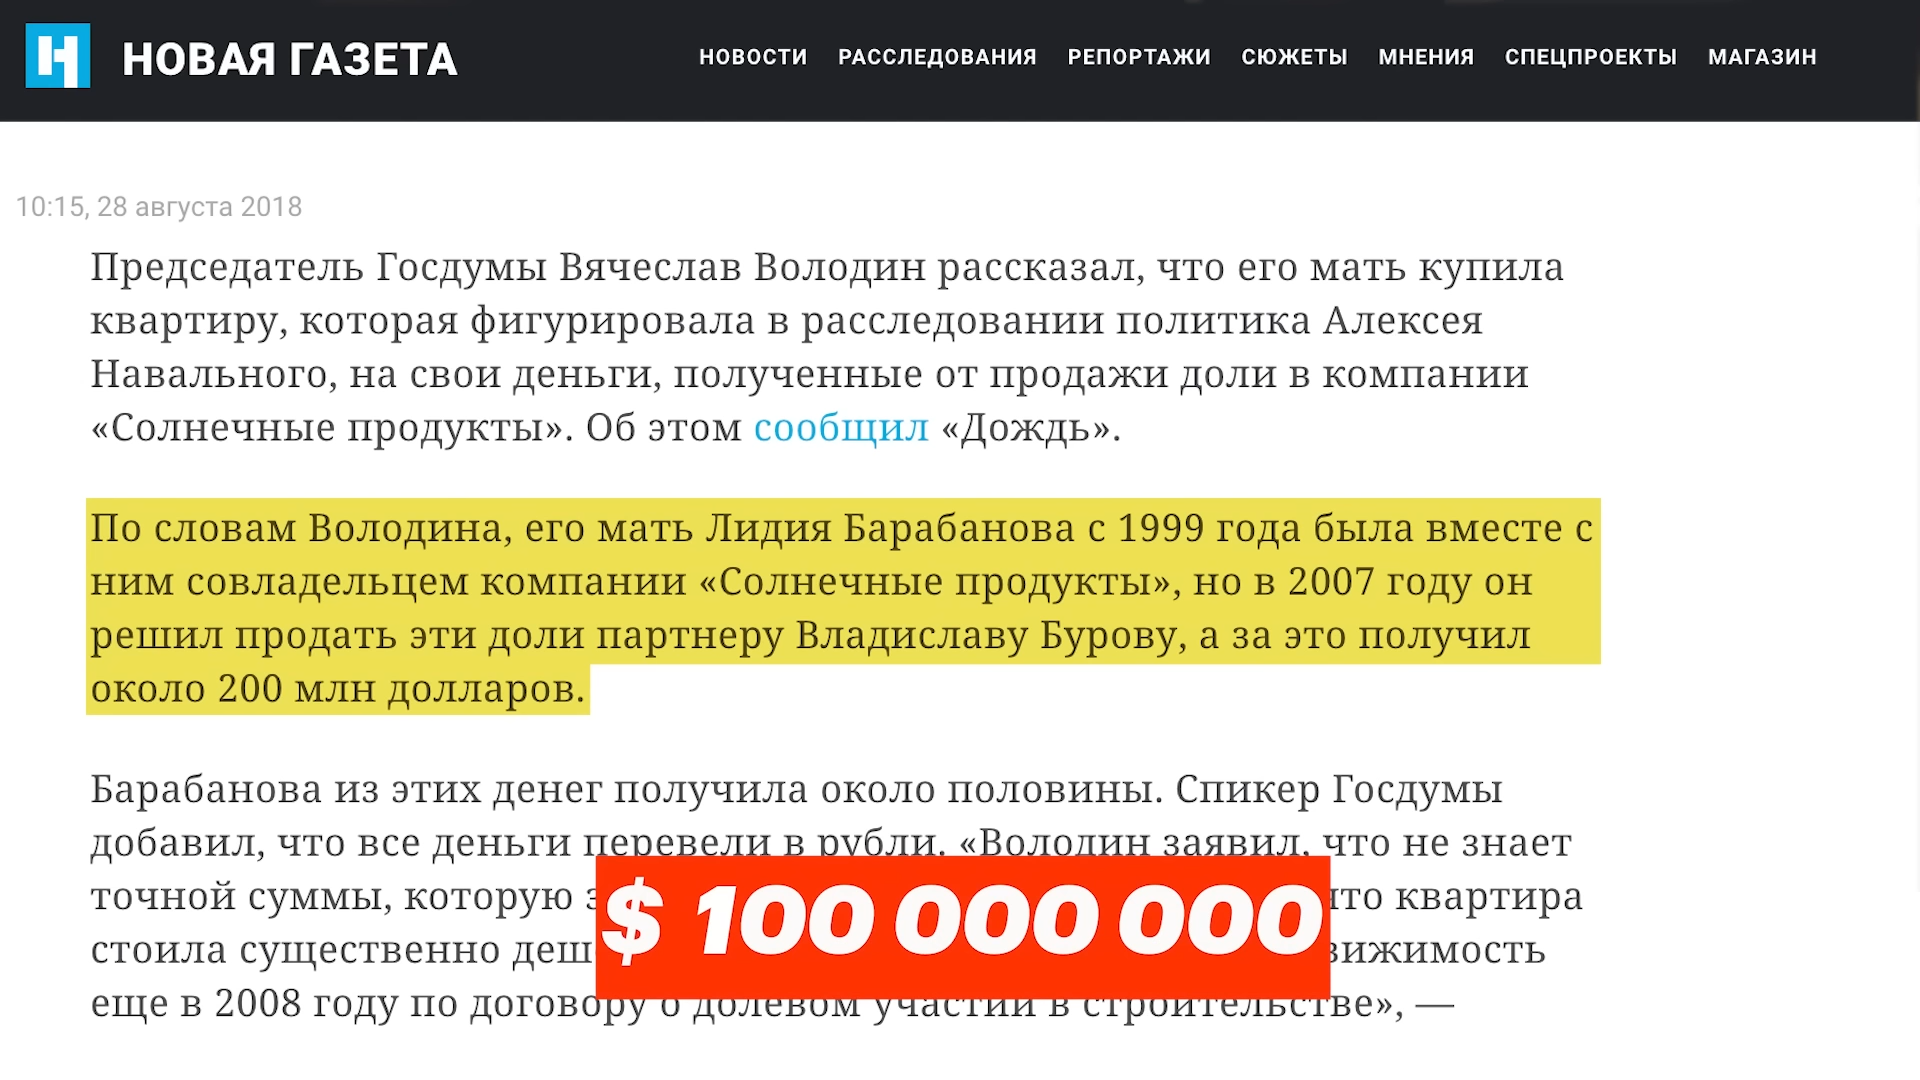 НОВАЯ ГАЗЕТА
НОВОСТИ РАССЛЕДОВАНИЯ РЕПОРТАЖИ СЮЖЕТЫ МНЕНИЯ СПЕЦПРОЕКТЫ МАГАЗИН
10:15, 28 августа 2018
Председатель Госдумы Вячеслав Володин рассказал, что его мать купила
квартиру, которая фигурировала в расследовании политика Алексея
Навального, на свои деньги, полученные от продажи доли в компании
«Солнечные продукты». Об этом сообщил «Дождь».
По словам Володина, его мать Лидия Барабанова с 1999 года была вместе с
ним совладельцем компании «Солнечные продукты», но в 2007 году он
решил продать эти доли партнеру Владиславу Бурову, а за это получил
около 200 млн долларов.
Барабанова из этих денег получила около половины. Спикер Госдумы
добавил, что все деньги перевели в рубли. «Володин заявил, что не знает
точной суммы, которую что квартира
стоила существенно
еще в 2008 году по договору о долевом участии в строительстве», —
$ 100 000 000